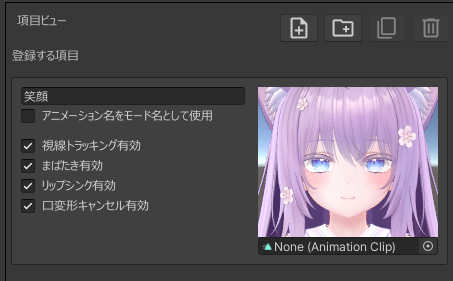 項目ビュー
登録する項目
笑顔
アニメーション名をモード名として使用
視線トラッキング有効
まばたき有効
リップシンク有効
口変形キャンセル有効
None (Animation Clip)